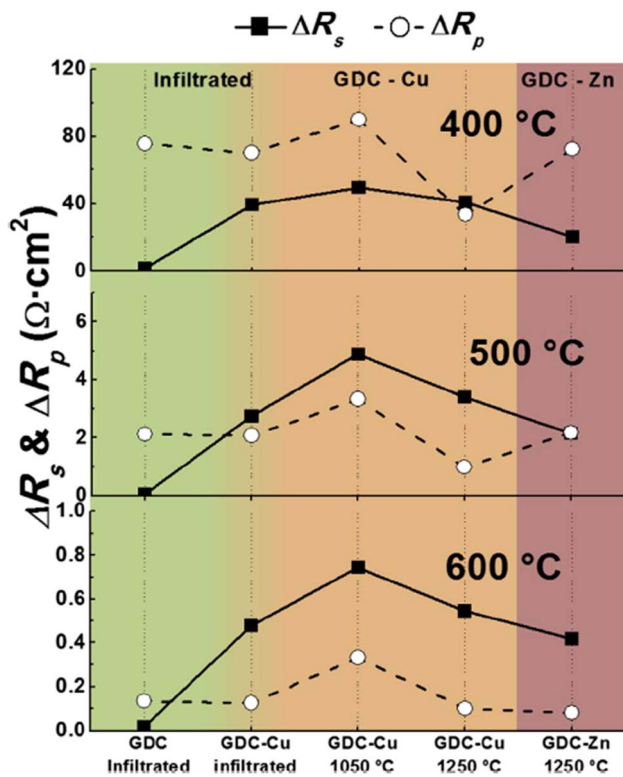 ΔRs ΔRp
Infiltrated GDC - Cu GDC - Zn
120
400 °C
80
40
0
6
500 °C
4
2
0
1.0
0.8
600 °C
0.6
0.4
0.2
0.0
ΔRs & ΔRp (Ω·cm²)
GDC GDC-Cu GDC-Cu GDC-Cu GDC-Zn
Infiltrated infiltrated 1050 °C 1250 °C 1250 °C